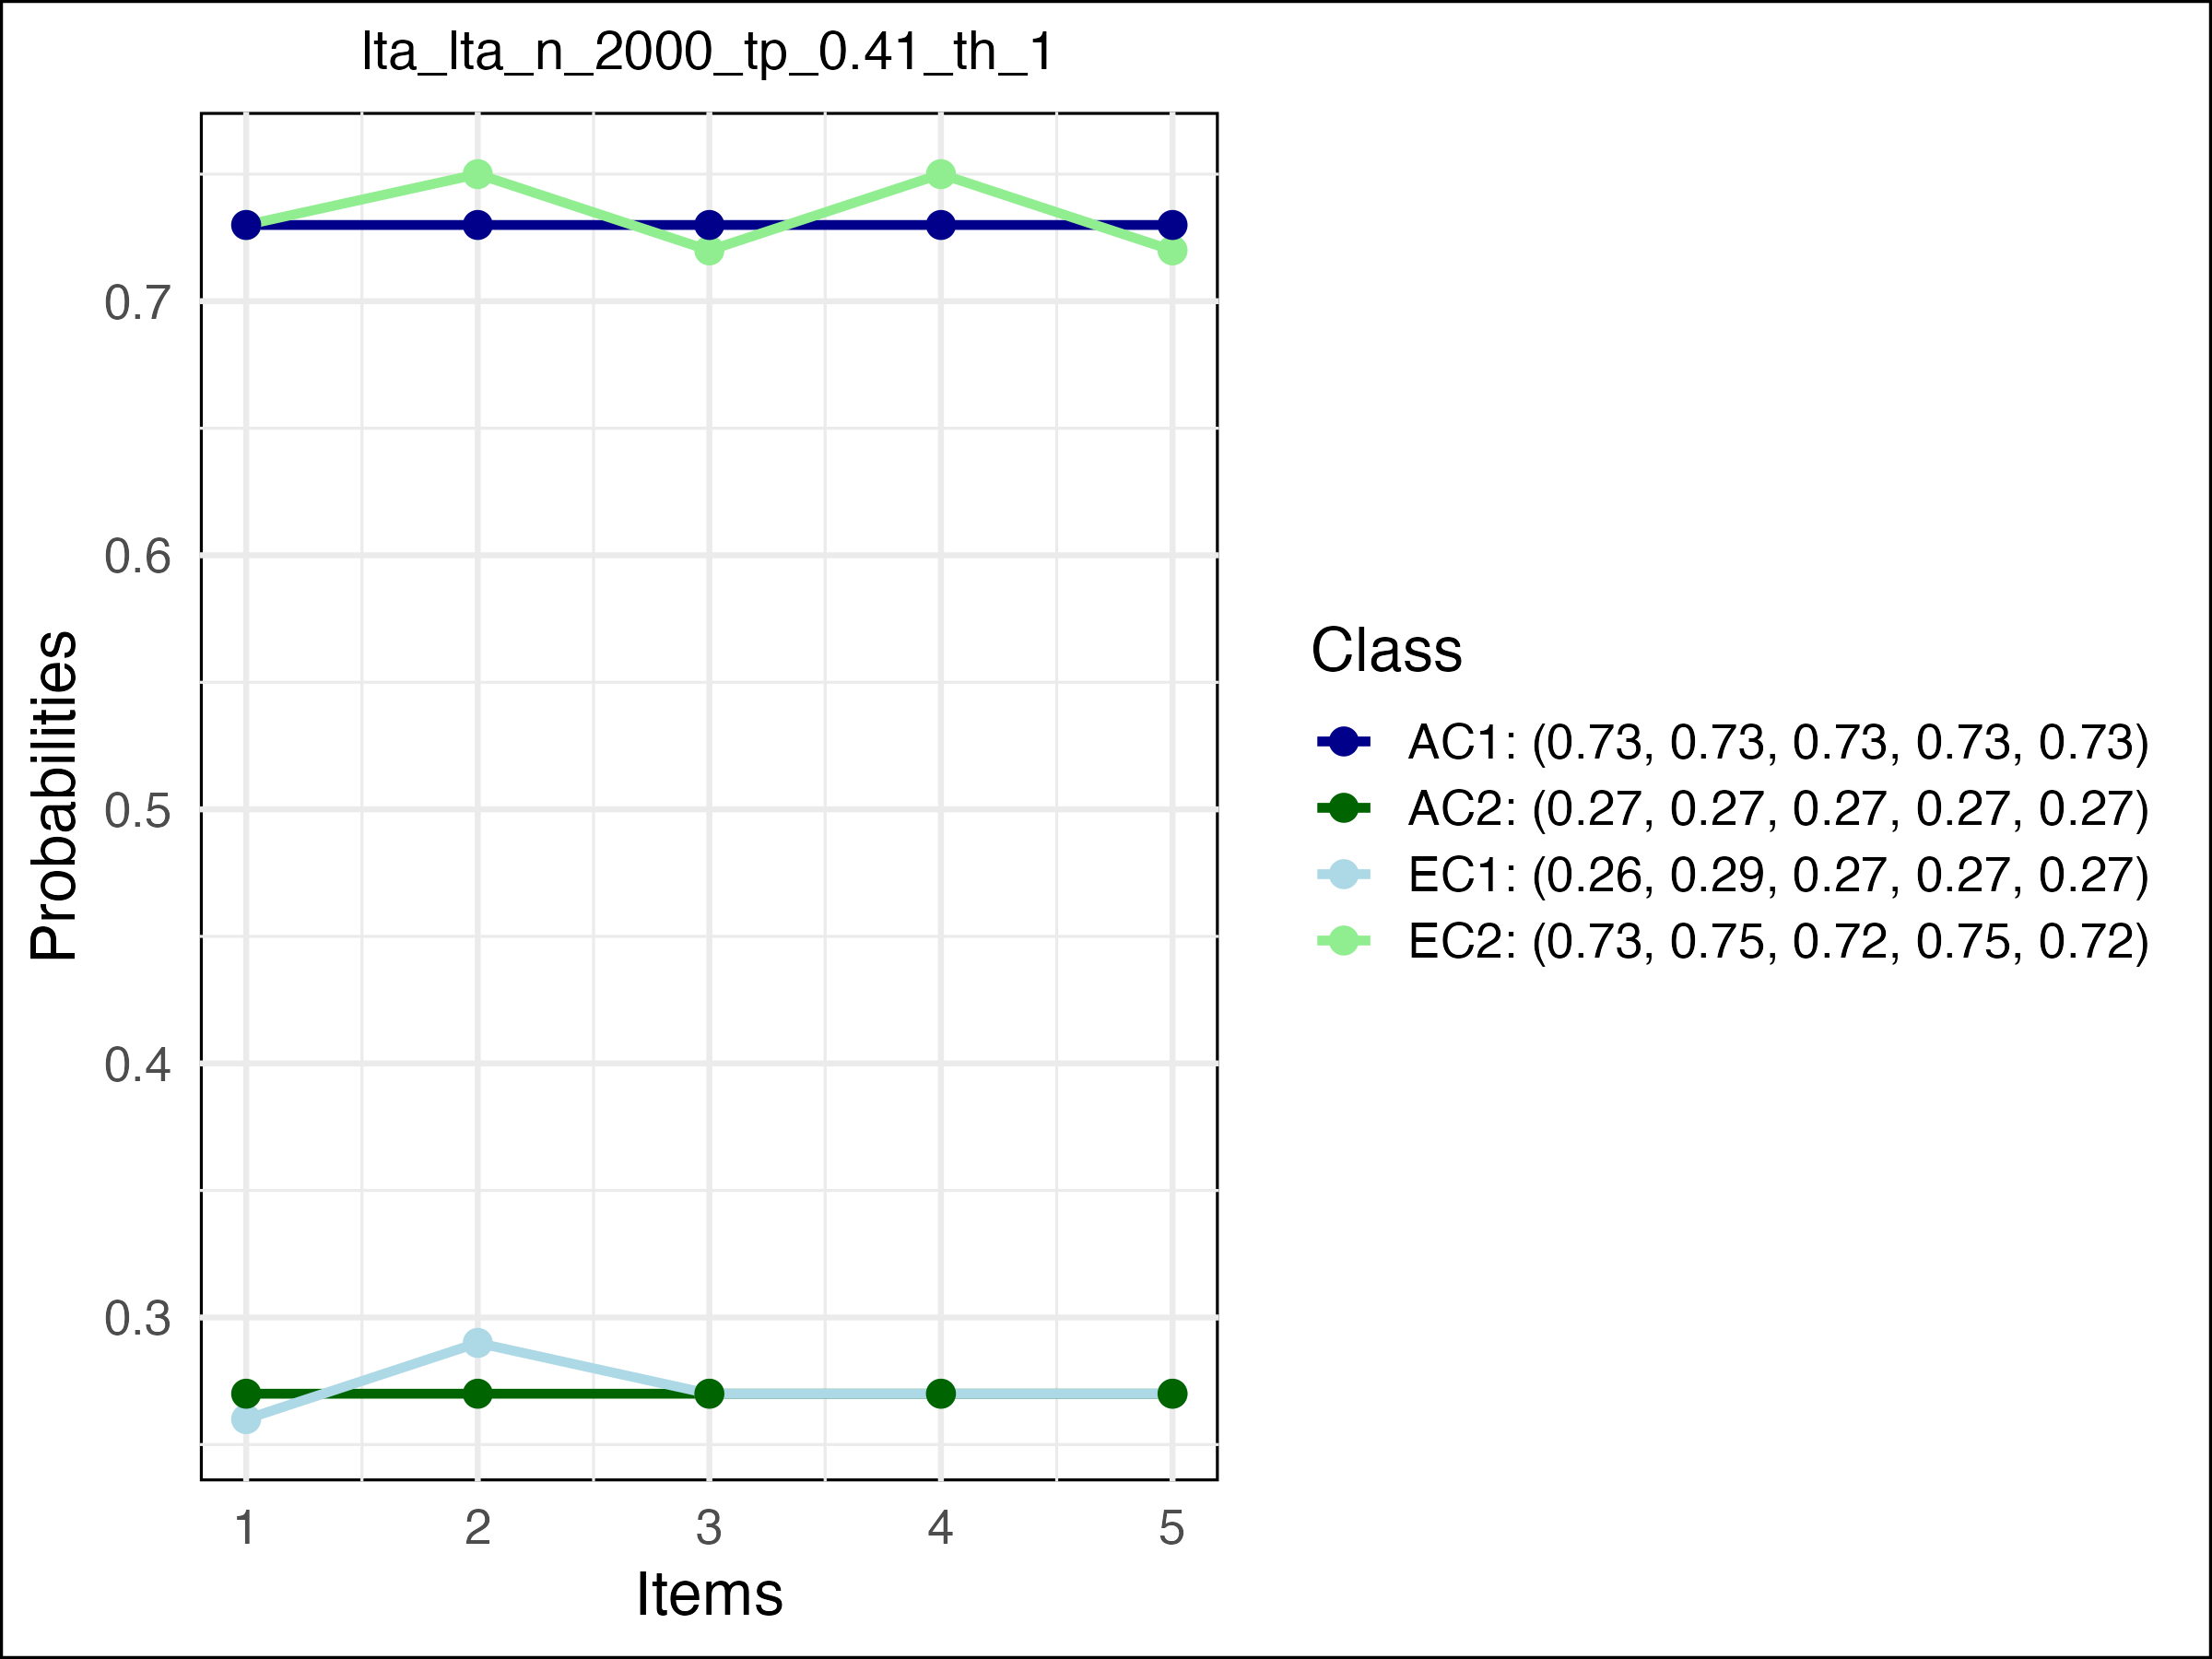 lta_lta_n_2000_tp_0.41_th_1
Probabilities
0.7
0.6
0.5
0.4
0.3
1 2 3 4 5
Items
Class
AC1: (0.73, 0.73, 0.73, 0.73, 0.73)
AC2: (0.27, 0.27, 0.27, 0.27, 0.27)
EC1: (0.26, 0.29, 0.27, 0.27, 0.27)
EC2: (0.73, 0.75, 0.72, 0.75, 0.72)